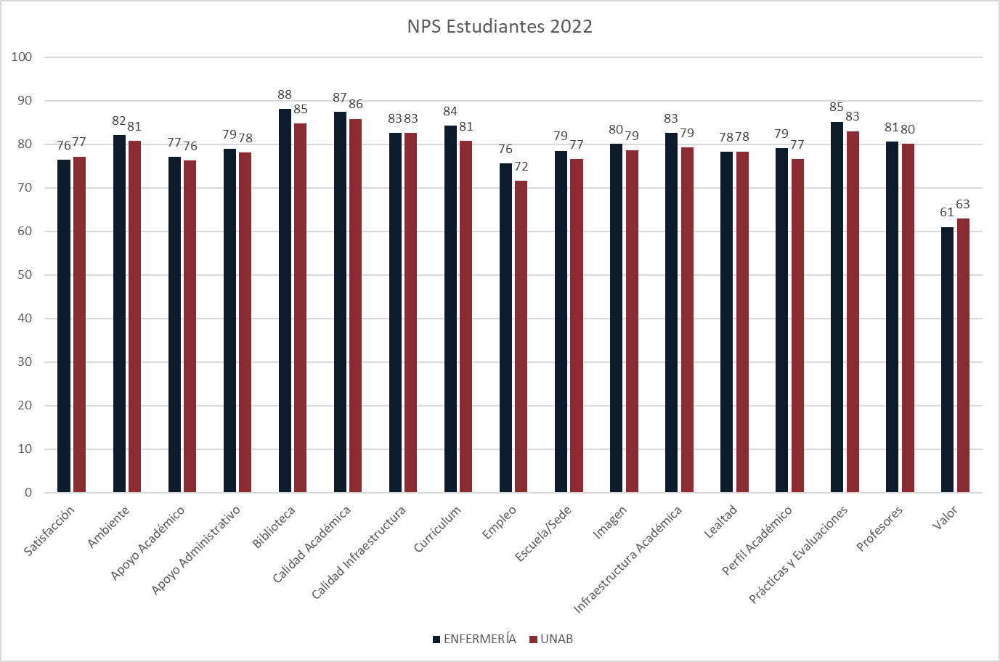 NPS Estudiantes 2022
100
90
80
70
60
50
40
30
20
10
0
76 77
82 81
77 76
79 78
88 85
87 86
83 83
84 81
76 72
79 77
80 79
83 79
78 78
79 77
85 83
81 80
61 63
Satisfacción
Ambiente
Apoyo Académico
Apoyo Administrativo
Biblioteca
Calidad Académica
Calidad Infraestructura
Currículum
Empleo
Escuela/Sede
Imagen
Infraestructura Académica
Lealtad
Perfil Académico
Prácticas y Evaluaciones
Profesores
Valor
ENFERMERÍA UNAB